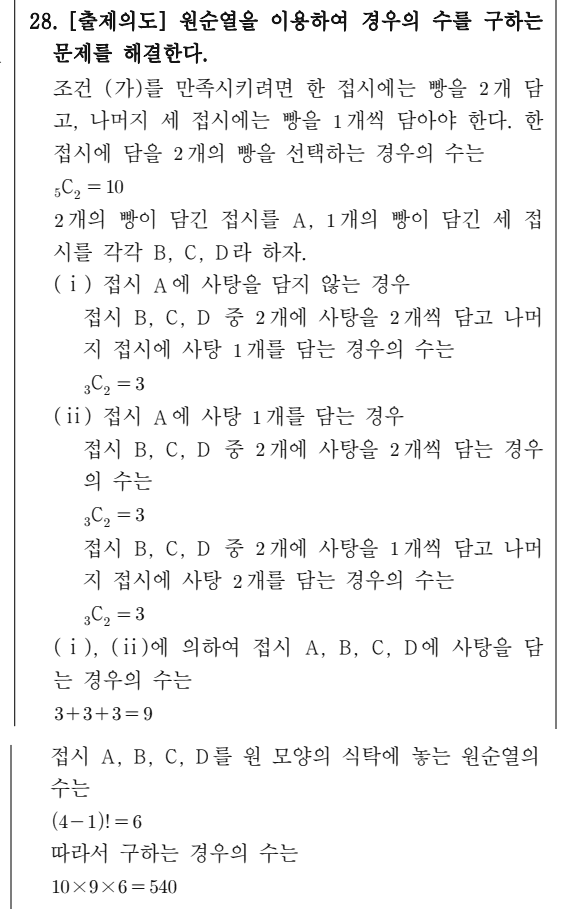 28. [출제의도] 원순열을 이용하여 경우의 수를 구하는
문제를 해결한다.
조건 (가)를 만족시키려면 한 접시에는 빵을 2개 담
고, 나머지 세 접시에는 빵을 1개씩 담아야 한다. 한
접시에 담을 2개의 빵을 선택하는 경우의 수는
₅C₂ = 10
2개의 빵이 담긴 접시를 A, 1개의 빵이 담긴 세 접
시를 각각 B, C, D라 하자.
(ⅰ) 접시 A에 사탕을 담지 않는 경우
접시 B, C, D 중 2개에 사탕을 2개씩 담고 나머
지 접시에 사탕 1개를 담는 경우의 수는
₃C₂ = 3
(ⅱ) 접시 A에 사탕 1개를 담는 경우
접시 B, C, D 중 2개에 사탕을 2개씩 담는 경우
의 수는
₃C₂ = 3
접시 B, C, D 중 2개에 사탕을 1개씩 담고 나머
지 접시에 사탕 2개를 담는 경우의 수는
₃C₂ = 3
(ⅰ), (ⅱ)에 의하여 접시 A, B, C, D에 사탕을 담
는 경우의 수는
3+3+3=9
접시 A, B, C, D를 원 모양의 식탁에 놓는 원순열의
수는
(4-1)!=6
따라서 구하는 경우의 수는
10×9×6=540